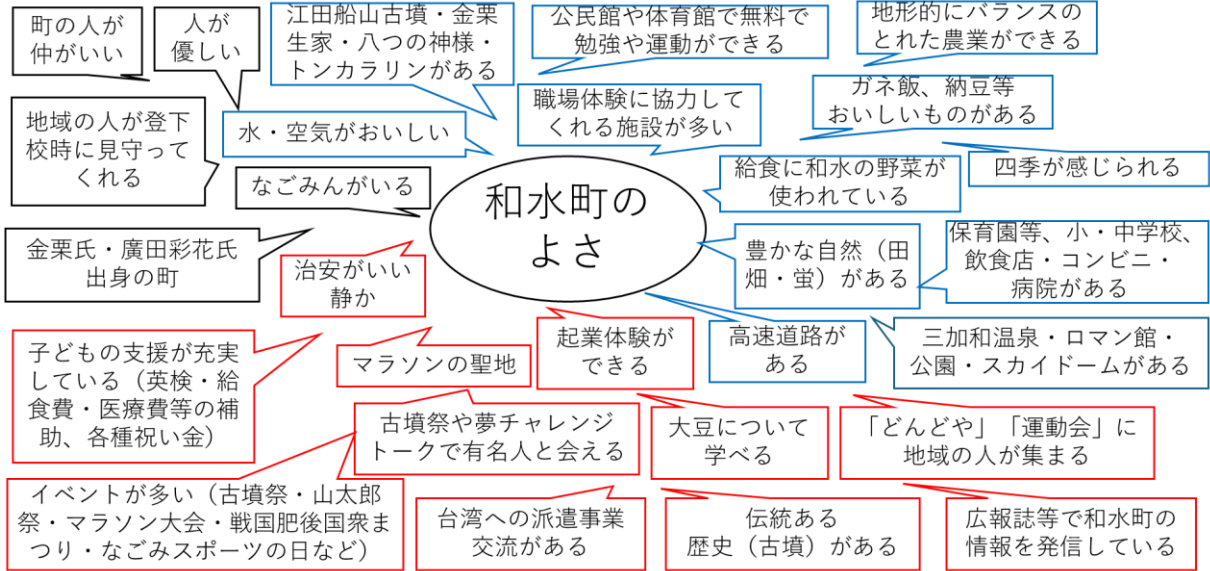 町の人が
仲がいい
人が
優しい
江田船山古墳・金栗
生家・八つの神様・
トンカラリンがある
公民館や体育館で無料で
勉強や運動ができる
地形的にバランスの
とれた農業ができる
地域の人が登下
校時に見守って
くれる
水・空気がおいしい
職場体験に協力して
くれる施設が多い
ガネ飯、納豆等
おいしいものがある
なごみんがいる
和水町の
よさ
給食に和水の野菜が
使われている
四季が感じられる
金栗氏・廣田彩花氏
出身の町
治安がいい
静か
豊かな自然（田
畑・蛍）がある
保育園等、小・中学校、
飲食店・コンビニ・
病院がある
子どもの支援が充実
している（英検・給
食費・医療費等の補
助、各種祝い金）
マラソンの聖地
起業体験が
できる
高速道路が
ある
三加和温泉・ロマン館・
公園・スカイドームがある
古墳祭や夢チャレンジ
トークで有名人と会える
大豆について
学べる
「どんどや」「運動会」に
地域の人が集まる
イベントが多い（古墳祭・山太郎
祭・マラソン大会・戦国肥後国衆ま
つり・なごみスポーツの日など）
台湾への派遣事業
交流がある
伝統ある
歴史（古墳）がある
広報誌等で和水町の
情報を発信している